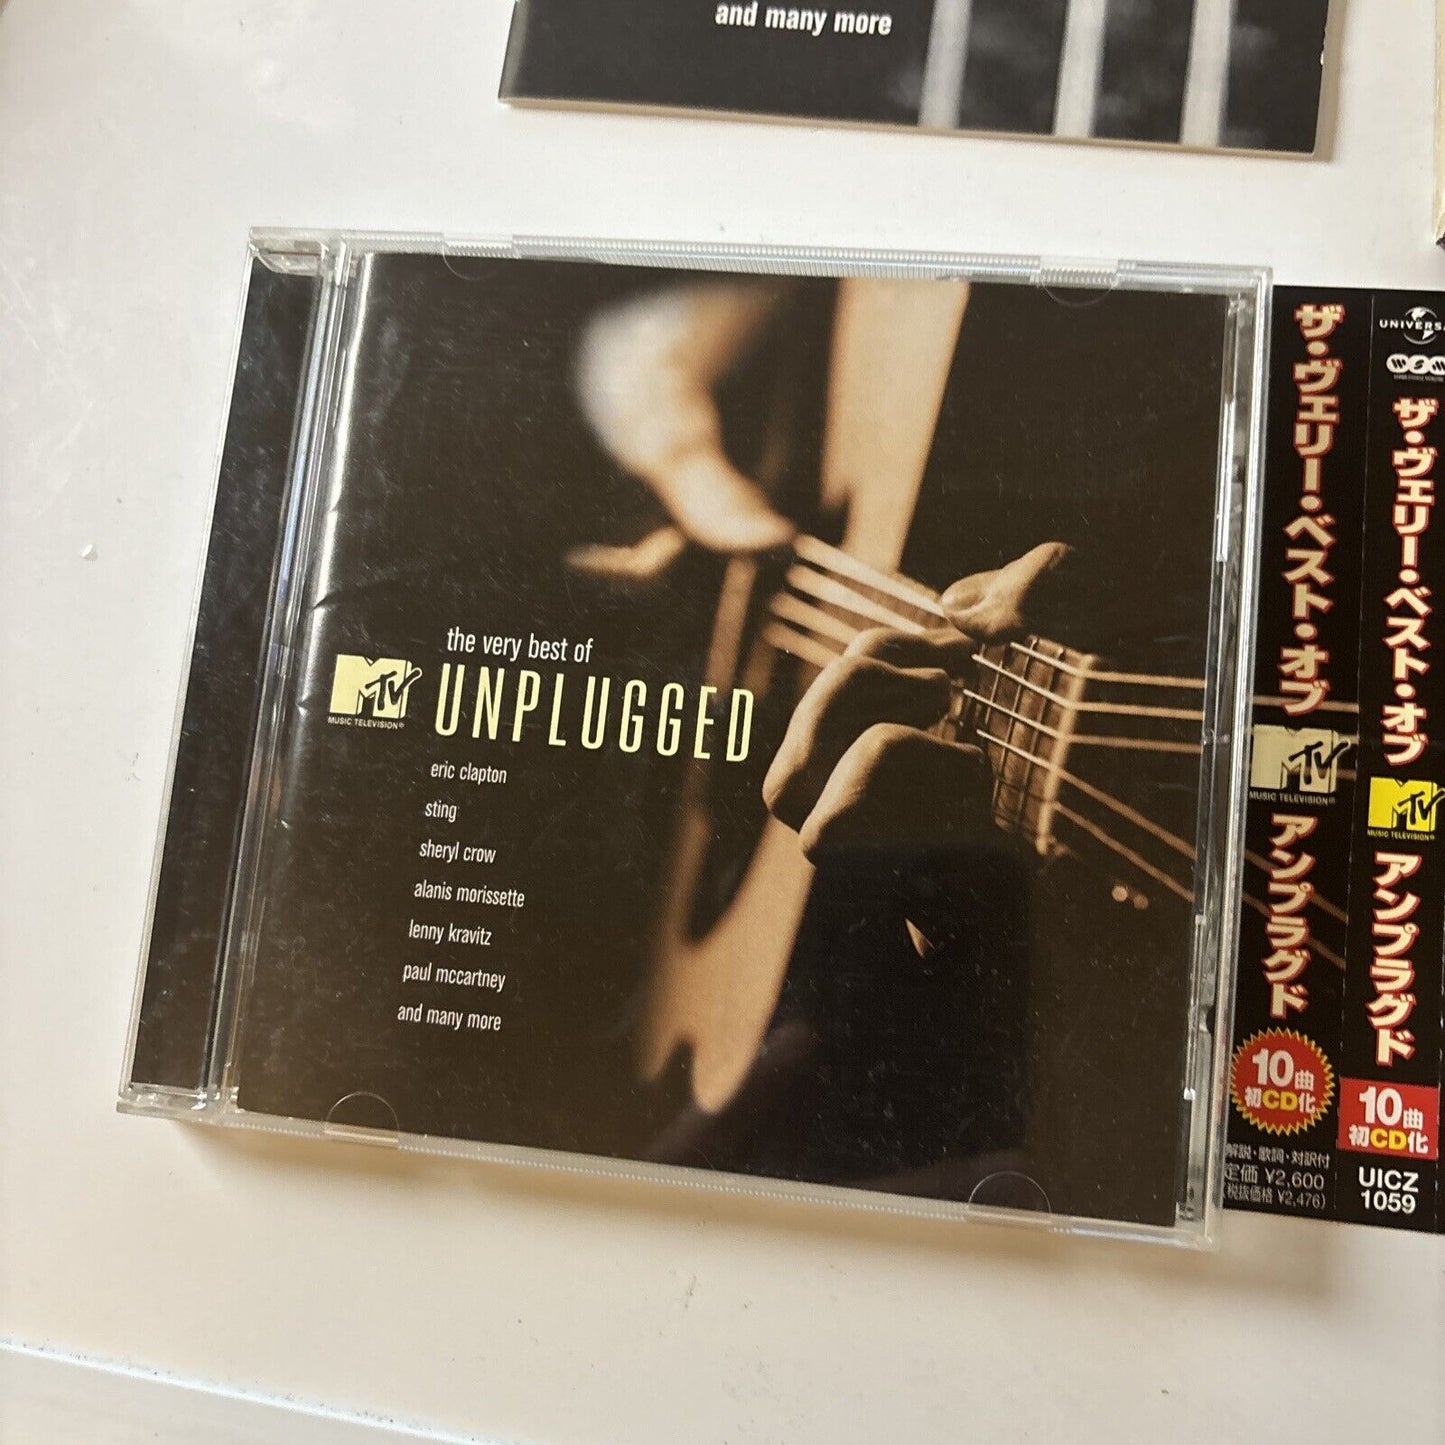 and many more
the very best of
MTV
MUSIC TELEVISION®
UNPLUGGED
eric clapton
sting
sheryl crow
alanis morissette
lenny kravitz
paul mccartney
and many more
ザ・ヴェリー・ベスト・オブ
MTV
MUSIC TELEVISION®
アンプラグド
10曲
初CD化
解説・歌詞・対訳付
定価 ¥2,600
(税抜価格 ¥2,476)
UNIVERSA
ザ・ヴェリー・ベスト・オブ
MTV
MUSIC TELEVISION®
アンプラグド
10曲
初CD化
UICZ
1059